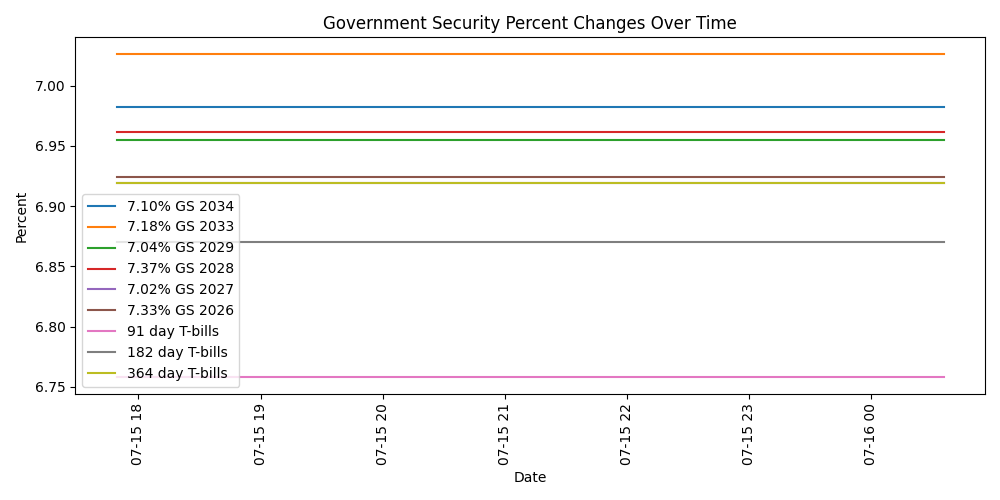 Government Security Percent Changes Over Time
Percent
7.00
6.95
6.90
6.85
6.80
6.75
7.10% GS 2034
7.18% GS 2033
7.04% GS 2029
7.37% GS 2028
7.02% GS 2027
7.33% GS 2026
91 day T-bills
182 day T-bills
364 day T-bills
07-15 18
07-15 19
07-15 20
07-15 21
07-15 22
07-15 23
07-16 00
Date